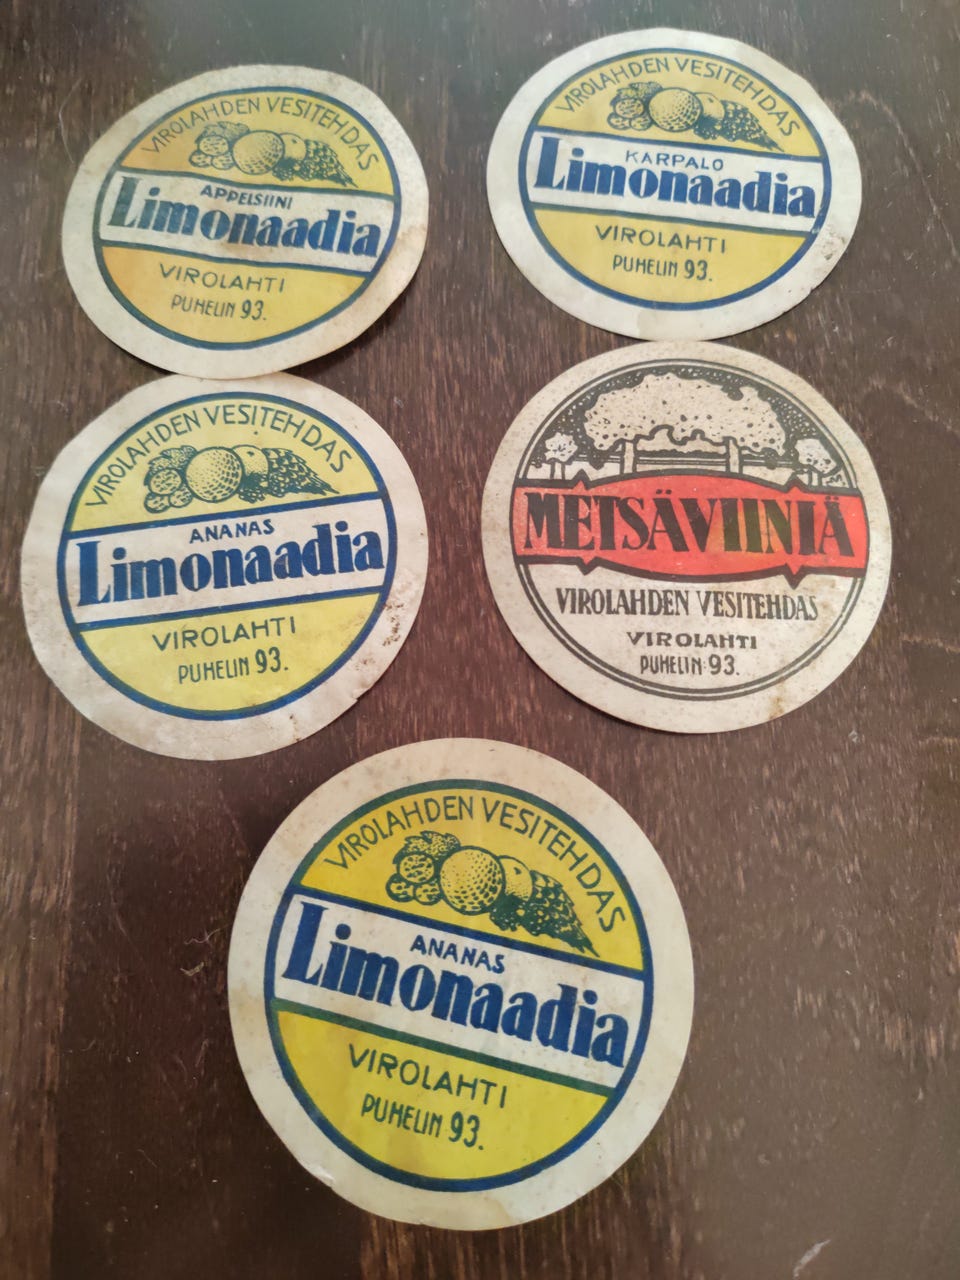 VIROLAHDEN VESITEHDAS
APPELSIINI
Limonaadia
VIROLAHTI
PUHELIN 93.
VIROLAHDEN VESITEHDAS
KARPALO
Limonaadia
VIROLAHTI
PUHELIN 93.
VIROLAHDEN VESITEHDAS
ANANAS
Limonaadia
VIROLAHTI
PUHELIN 93.
METSÄVIINIÄ
VIROLAHDEN VESITEHDAS
VIROLAHTI
PUHELIN 93.
VIROLAHDEN VESITEHDAS
ANANAS
Limonaadia
VIROLAHTI
PUHELIN 93.